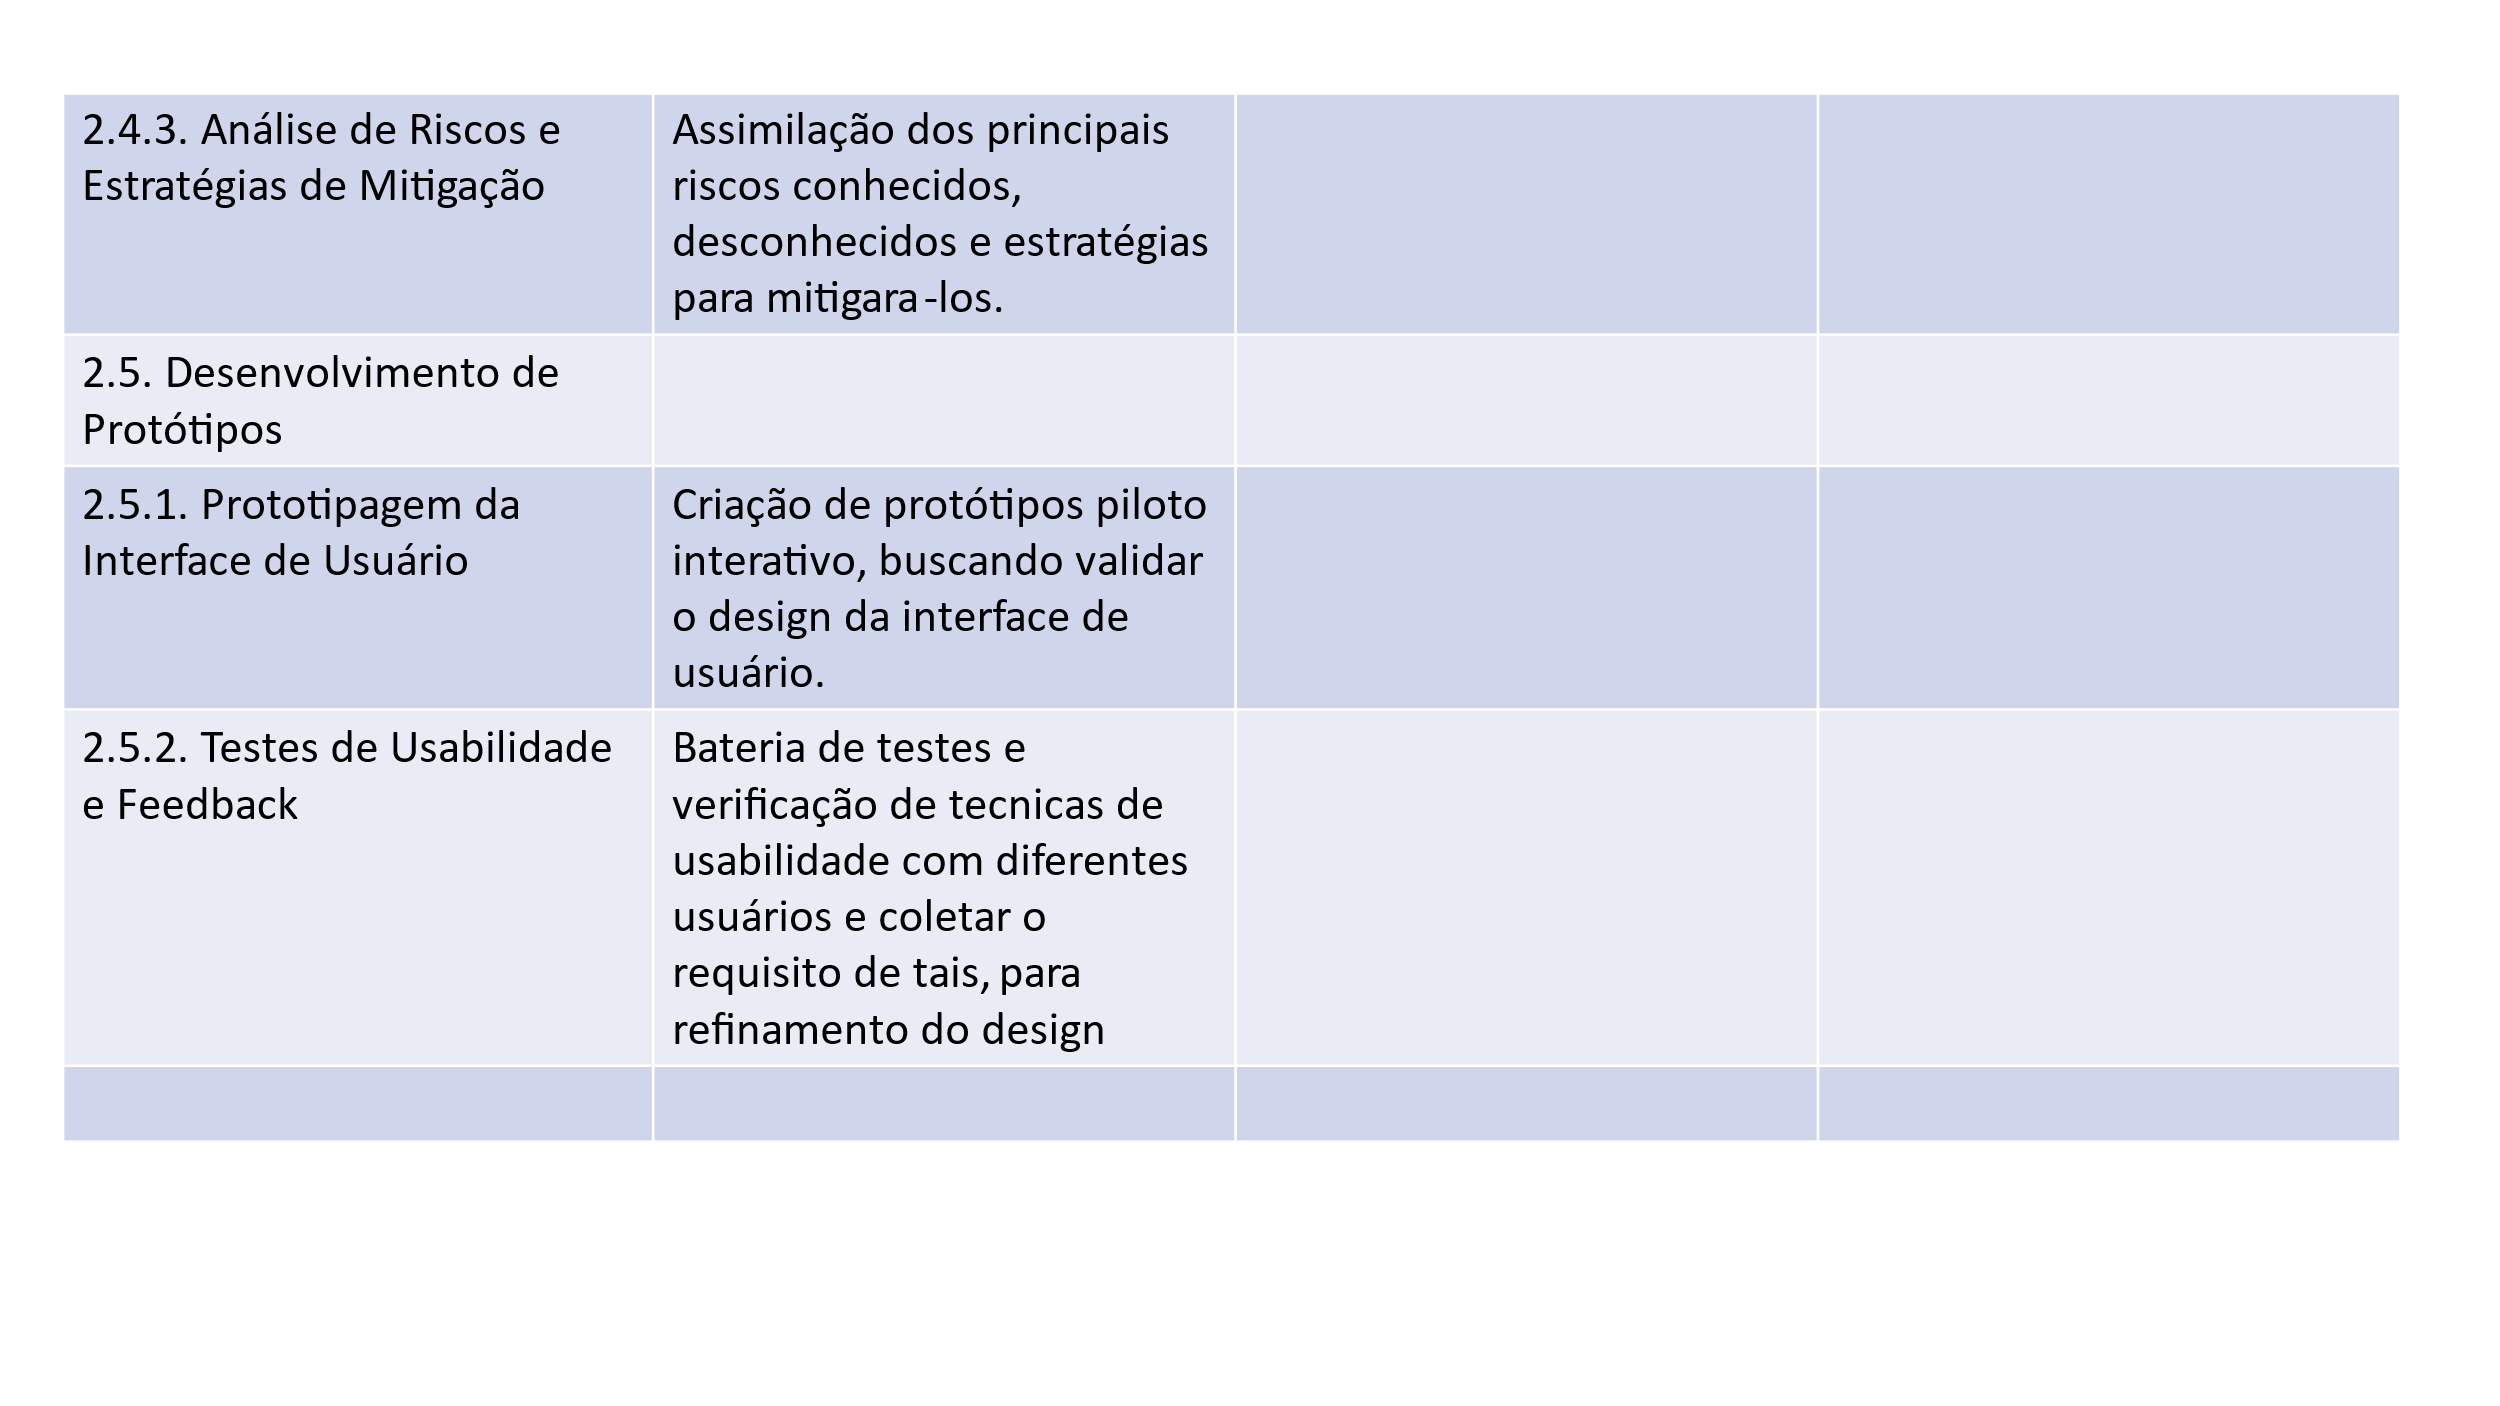 2.4.3. Análise de Riscos e
Estratégias de Mitigação
Assimilação dos principais
riscos conhecidos,
desconhecidos e estratégias
para mitigara-los.
2.5. Desenvolvimento de
Protótipos
2.5.1. Prototipagem da
Interface de Usuário
Criação de protótipos piloto
interativo, buscando validar
o design da interface de
usuário.
2.5.2. Testes de Usabilidade
e Feedback
Bateria de testes e
verificação de tecnicas de
usabilidade com diferentes
usuários e coletar o
requisito de tais, para
refinamento do design